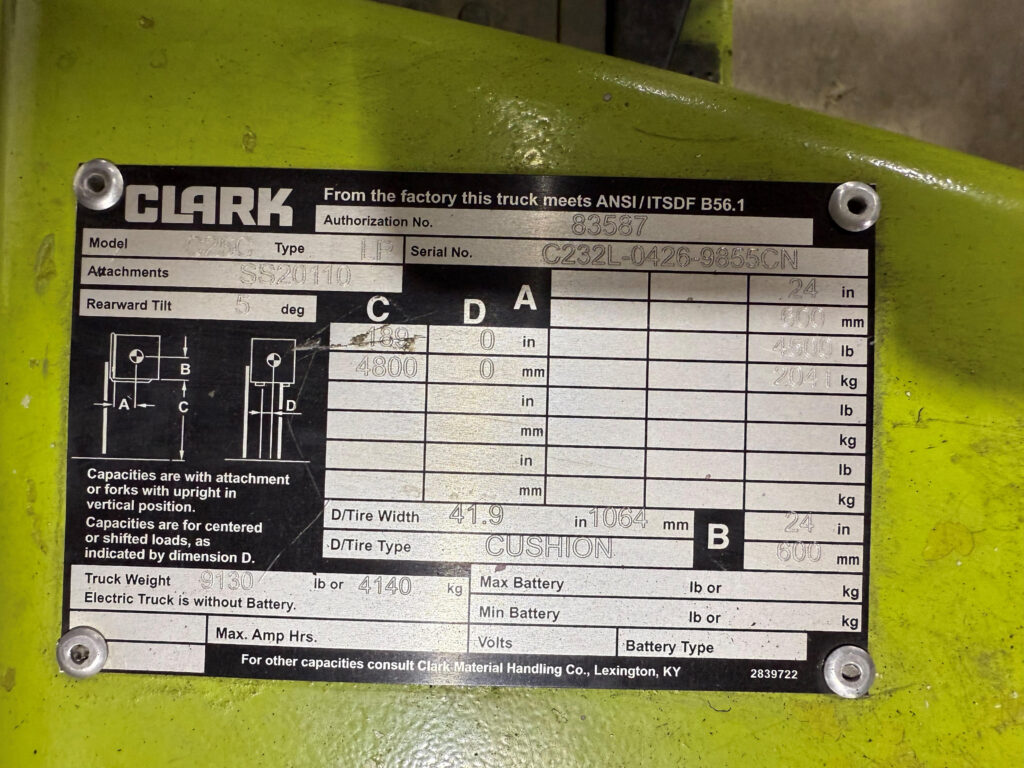 CLARK
From the factory this truck meets ANSI/ITSDF B56.1
Authorization No. 83587
Model C25C Type LP Serial No. C232L-0426-9855CN
Attachments SS20110
Rearward Tilt 5 deg
C D A
24 in
600 mm
189 0 in 4500 lb
4800 0 mm 2041 kg
in lb
mm kg
in lb
mm kg
B
A C
D
Capacities are with attachment
or forks with upright in
vertical position.
Capacities are for centered
or shifted loads, as
indicated by dimension D.
D/Tire Width 41.9 in 1064 mm
D/Tire Type CUSHION
B
24 in
600 mm
Truck Weight 9130 lb or 4140 kg
Electric Truck is without Battery.
Max Battery lb or kg
Min Battery lb or kg
Max. Amp Hrs.
Volts
Battery Type
For other capacities consult Clark Material Handling Co., Lexington, KY
2839722